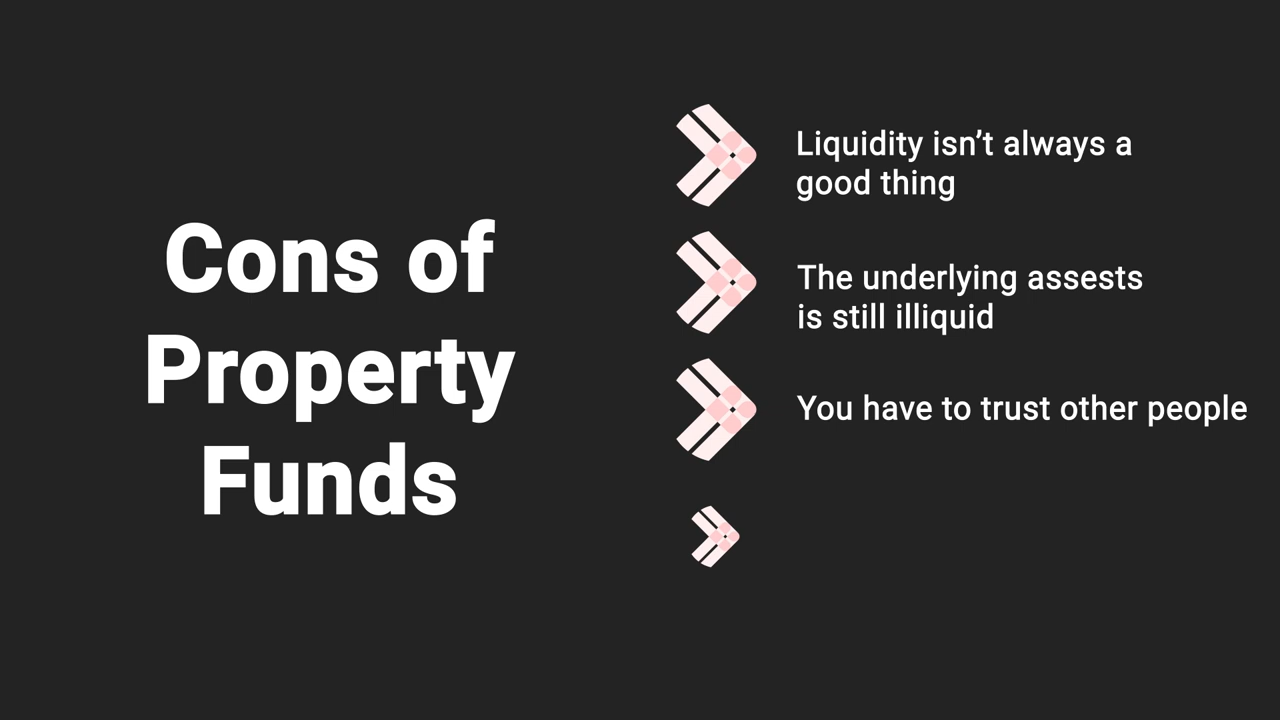 Cons of
Property
Funds
Liquidity isn’t always a
good thing
The underlying assests
is still illiquid
You have to trust other people